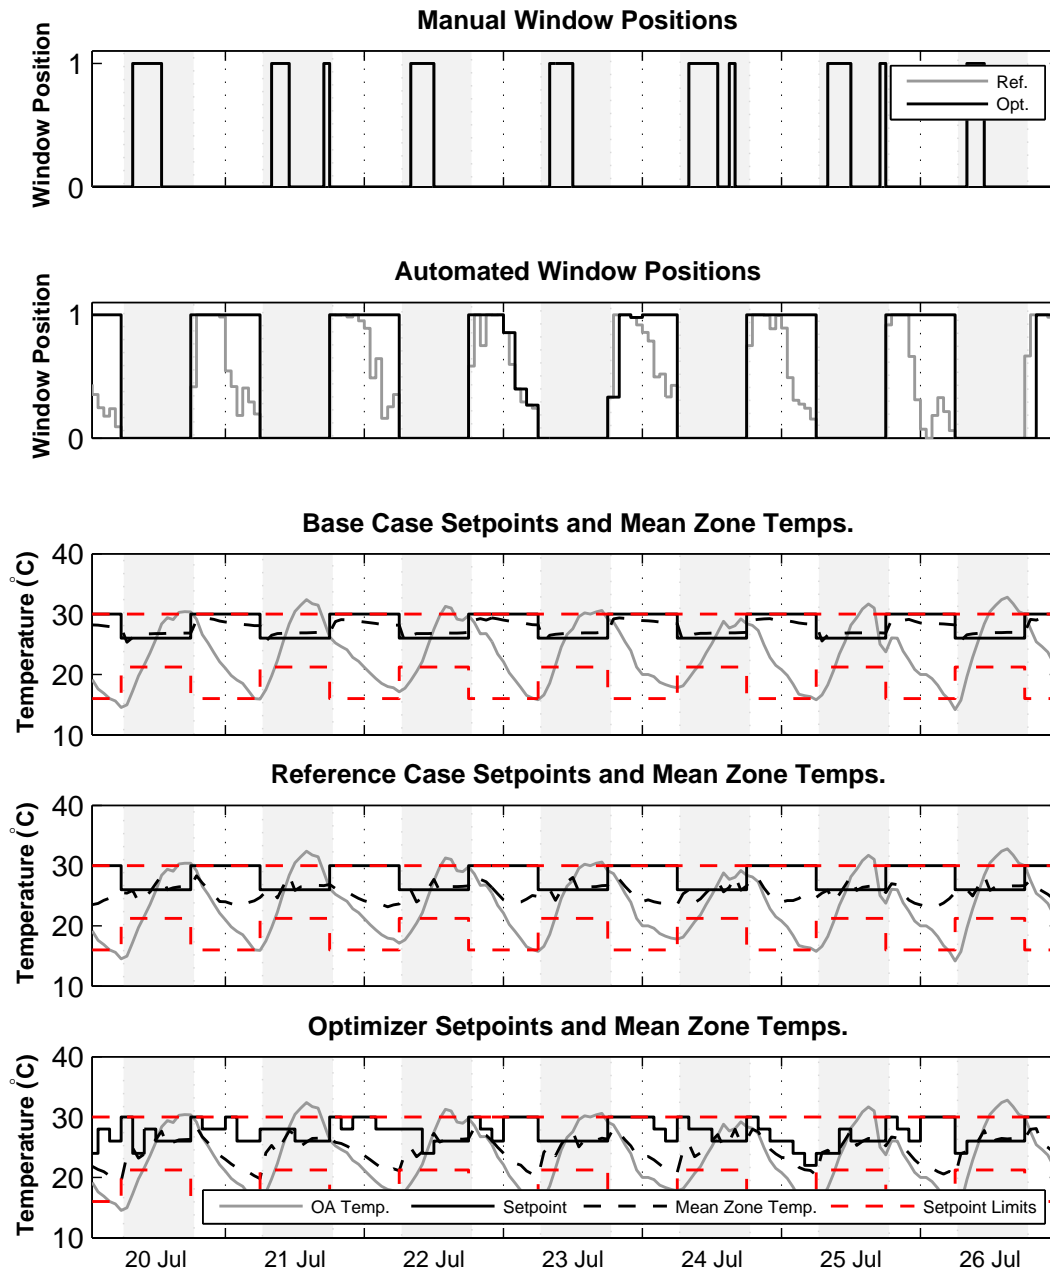 Manual Window Positions
Window Position
1
0
Ref.
Opt.
Automated Window Positions
Window Position
1
0
Base Case Setpoints and Mean Zone Temps.
Temperature (°C)
40
30
20
10
Reference Case Setpoints and Mean Zone Temps.
Temperature (°C)
40
30
20
10
Optimizer Setpoints and Mean Zone Temps.
Temperature (°C)
40
30
20
10
OA Temp.
Setpoint
Mean Zone Temp.
Setpoint Limits
20 Jul
21 Jul
22 Jul
23 Jul
24 Jul
25 Jul
26 Jul